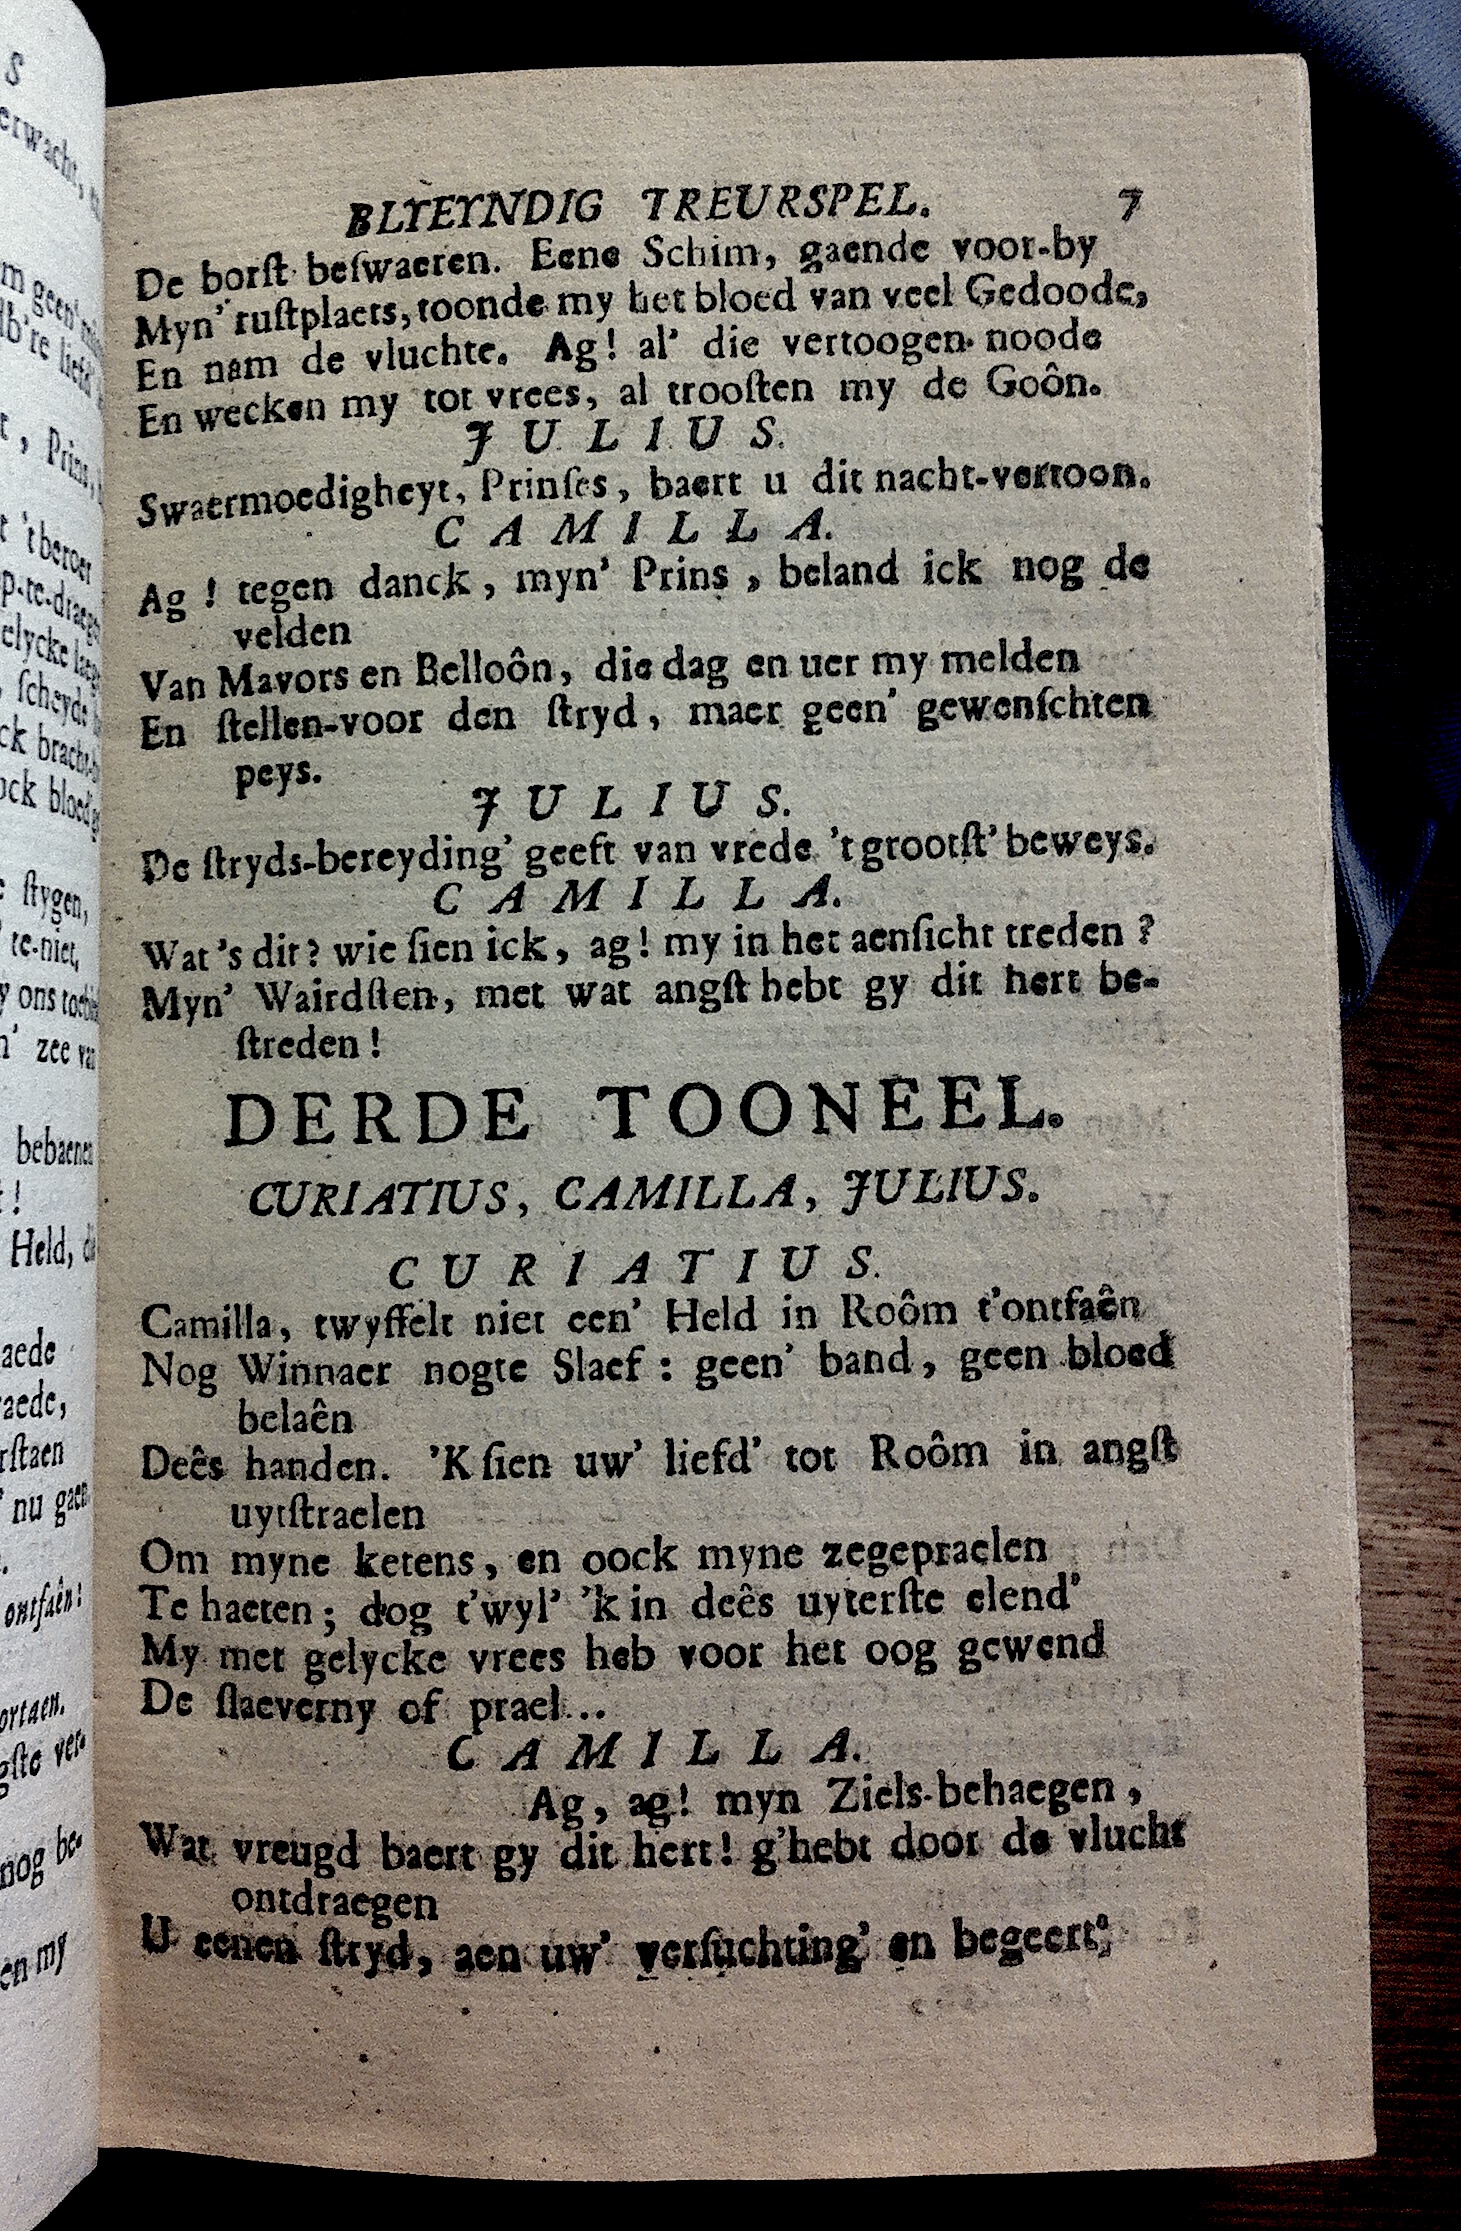 BLYEYNDIG TREURSPEL. 7
De borſt beſwaeren. Eene Schim, gaende voor-by
Myn' ruſtplaets, toonde my het bloed van veel Gedoode,
En nam de vluchte. Ag! al' die vertoogen noode
En wecken my tot vrees, al trooſten my de Goôn.
JULIUS.
Swaermoedigheyt, Prinſes, baert u dit nacht-vertoon.
CAMILLA.
Ag! tegen danck, myn' Prins, beland ick nog de
velden
Van Mavors en Belloôn, die dag en uer my melden
En ſtellen-voor den ſtryd, maer geen' gewenſchten
peys.
JULIUS.
De ſtryds-bereyding' geeft van vrede 't grootſt' beweys.
CAMILLA.
Wat 's dit? wie ſien ick, ag! my in het aenſicht treden?
Myn' Wairdſten, met wat angſt hebt gy dit hert be-
ſtreden!
DERDE TOONEEL.
CURIATIUS, CAMILLA, JULIUS.
CURIATIUS.
Camilla, twyffelt niet een' Held in Roôm t'ontfaên
Nog Winnaer nogte Slaef: geen' band, geen bloed
belaên
Deês handen. 'K ſien uw' liefd' tot Roôm in angſt
uytſtraelen
Om myne ketens, en oock myne zegepraelen
Te haeten; dog t'wyl' 'k in deês uyterſte elend'
My met gelycke vrees heb voor het oog gewend
De ſlaeverny of prael...
CAMILLA.
Ag, ag! myn Ziels-behaegen,
Wat vreugd baert gy dit hert! g'hebt door de vlucht
ontdraegen
U eenen ſtryd, aen uw' verſuchting' en begeert;